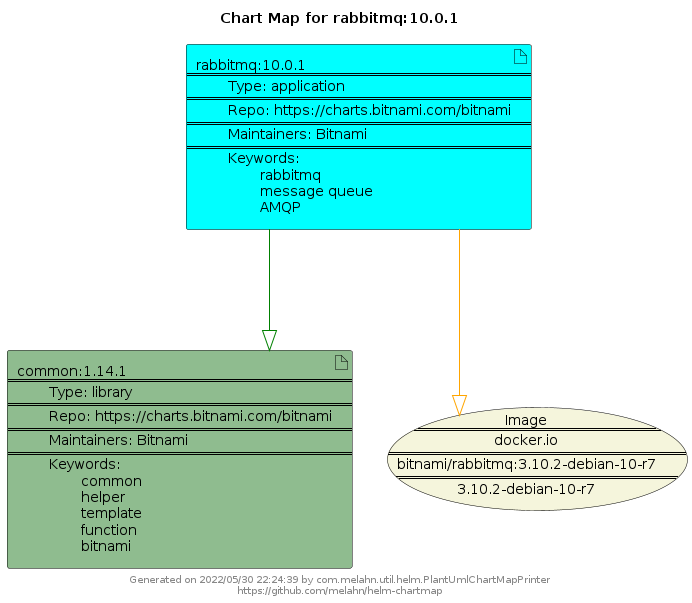 Chart Map for rabbitmq:10.0.1
rabbitmq:10.0.1
Type: application
Repo: https://charts.bitnami.com/bitnami
Maintainers: Bitnami
Keywords:
rabbitmq
message queue
AMQP
common:1.14.1
Type: library
Repo: https://charts.bitnami.com/bitnami
Maintainers: Bitnami
Keywords:
common
helper
template
function
bitnami
Image
docker.io
bitnami/rabbitmq:3.10.2-debian-10-r7
3.10.2-debian-10-r7
Generated on 2022/05/30 22:24:39 by com.melahn.util.helm.PlantUmlChartMapPrinter
https://github.com/melahn/helm-chartmap